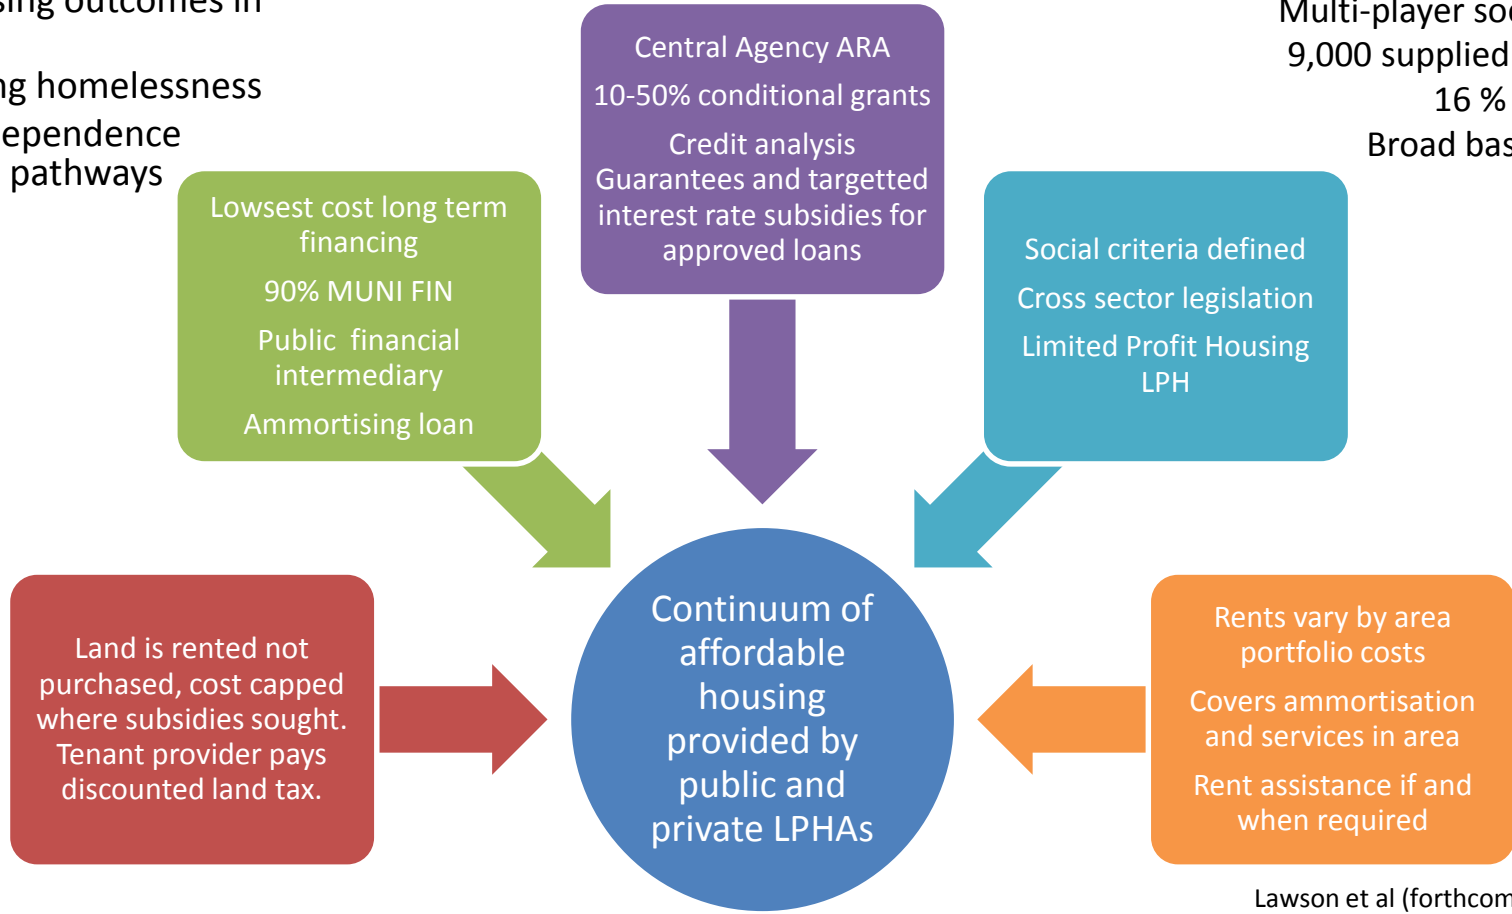 sing outcomes in
ng homelessness
ependence
pathways
Multi-player soc
9,000 supplied
16 %
Broad bas
Central Agency ARA
10-50% conditional grants
Credit analysis
Guarantees and targetted
interest rate subsidies for
approved loans
Lowsest cost long term
financing
90% MUNI FIN
Public financial
intermediary
Ammortising loan
Social criteria defined
Cross sector legislation
Limited Profit Housing
LPH
Land is rented not
purchased, cost capped
where subsidies sought.
Tenant provider pays
discounted land tax.
Continuum of
affordable
housing
provided by
public and
private LPHAs
Rents vary by area
portfolio costs
Covers ammortisation
and services in area
Rent assistance if and
when required
Lawson et al (forthcom